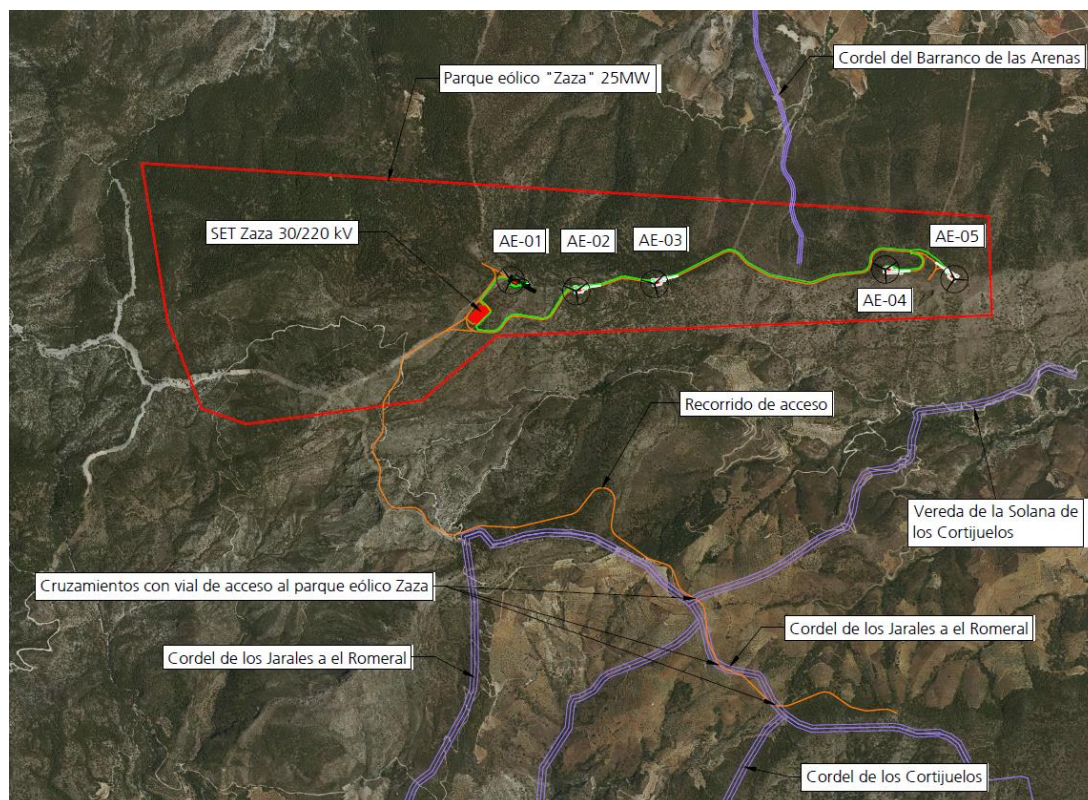 Cordel del Barranco de las Arenas
Parque eólico "Zaza" 25MW
SET Zaza 30/220 kV
AE-01
AE-02
AE-03
AE-05
AE-04
Recorrido de acceso
Vereda de la Solana de
los Cortijuelos
Cruzamientos con vial de acceso al parque eólico Zaza
Cordel de los Jarales a el Romeral
Cordel de los Jarales a el Romeral
Cordel de los Cortijuelos